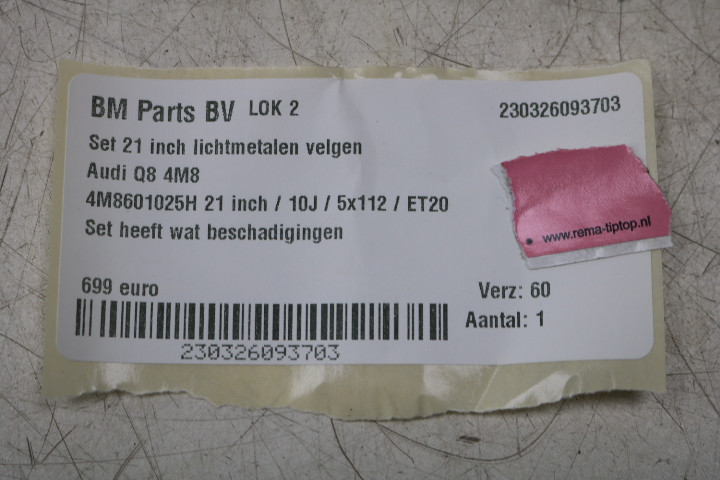 BM Parts BV LOK 2 230326093703
Set 21 inch lichtmetalen velgen
Audi Q8 4M8
4M8601025H 21 inch / 10J / 5x112 / ET20
Set heeft wat beschadigingen
www.rema-tiptop.nl
699 euro Verz: 60
Aantal: 1
230326093703